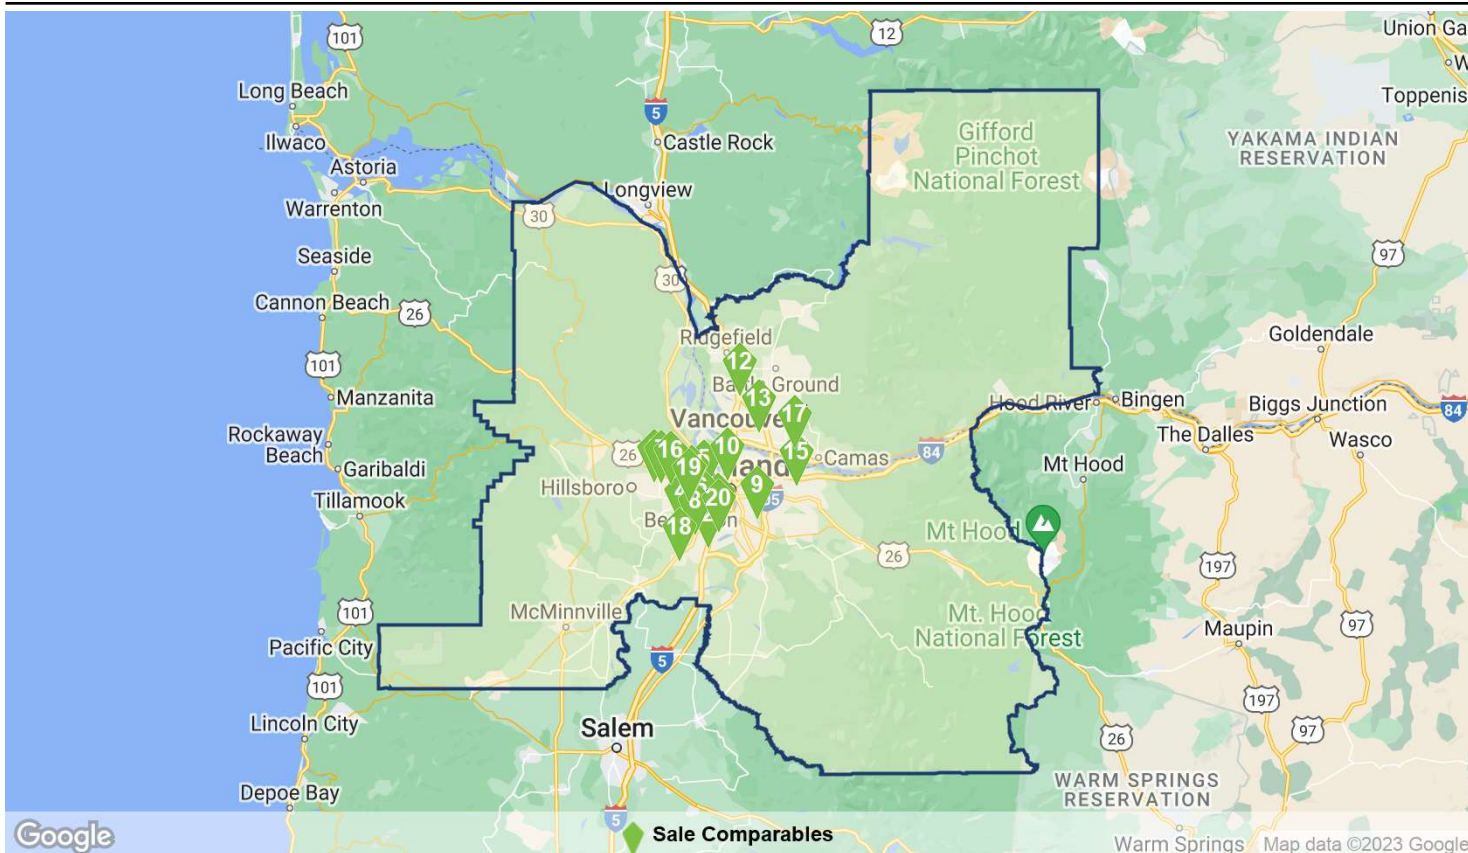 101
12
Union Ga
Long Beach
Toppenis
5
Ilwaco
Castle Rock
Gifford
Pinchot
National Forest
YAKAMA INDIAN
RESERVATION
Astoria
Longview
Warrenton
30
97
Seaside
30
Cannon Beach
26
Ridgefield
Goldendale
12
101
Manzanita
Ground
13
Hood River
Bingen
Biggs Junction
84
17
Vancouve
Rockaway
Beach
The Dalles
Wasco
26
16
10
15
Camas
84
Garibaldi
19
Mt Hood
Hillsboro
9
Tillamook
8
20
18
Mt Hood
26
197
101
McMinnville
Mt. Hood
National Forest
Maupin
97
Pacific City
5
101
197
Lincoln City
Salem
97
26
Depoe Bay
WARM SPRINGS
RESERVATION
5
Google
Sale Comparables
Warm Springs
Map data ©2023 Google